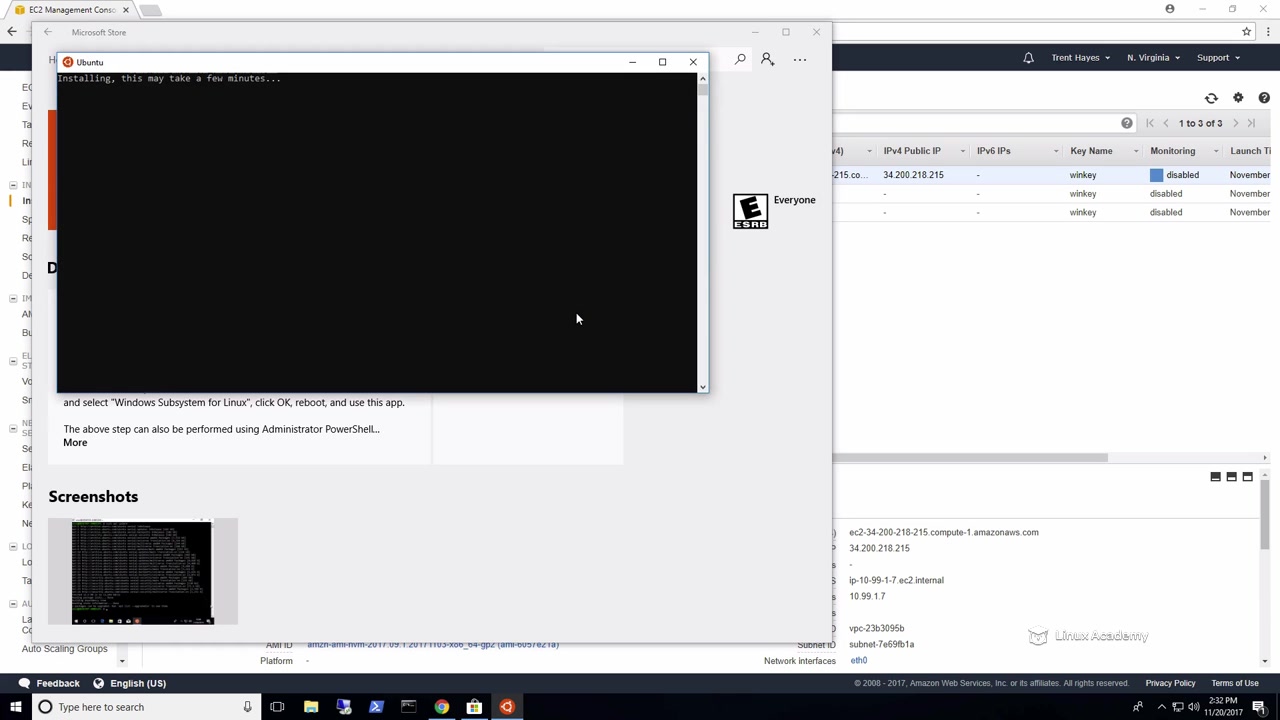 EC2 Management Conso
Microsoft Store
Ubuntu
Installing, this may take a few minutes...
Trent Hayes
N. Virginia
Support
1 to 3 of 3
IPv4 Public IP
IPv6 IPs
Key Name
Monitoring
Launch Ti
-215.co...
34.200.218.215
-
winkey
disabled
November
-
-
winkey
disabled
November
-
-
winkey
disabled
November
E
ESRB
Everyone
and select "Windows Subsystem for Linux", click OK, reboot, and use this app.
The above step can also be performed using Administrator PowerShell...
More
Screenshots
ec2-34-200-218-215.compute-1.amazonaws.com
34.200.218.215
-
ip-10-99-1-7.ec2.internal
10.99.1.7
vpc-23b3095b
Subnet ID
subnet-7e69fb1a
Network interfaces
eth0
AMI ID
amzn-ami-hvm-2017.09.1.20171103-x86_64-gp2 (ami-6057e21a)
Platform
-
Auto Scaling Groups
Linux Academy
Feedback
English (US)
© 2008 - 2017, Amazon Web Services, Inc. or its affiliates. All rights reserved.
Privacy Policy
Terms of Use
Type here to search
2:32 PM
11/20/2017